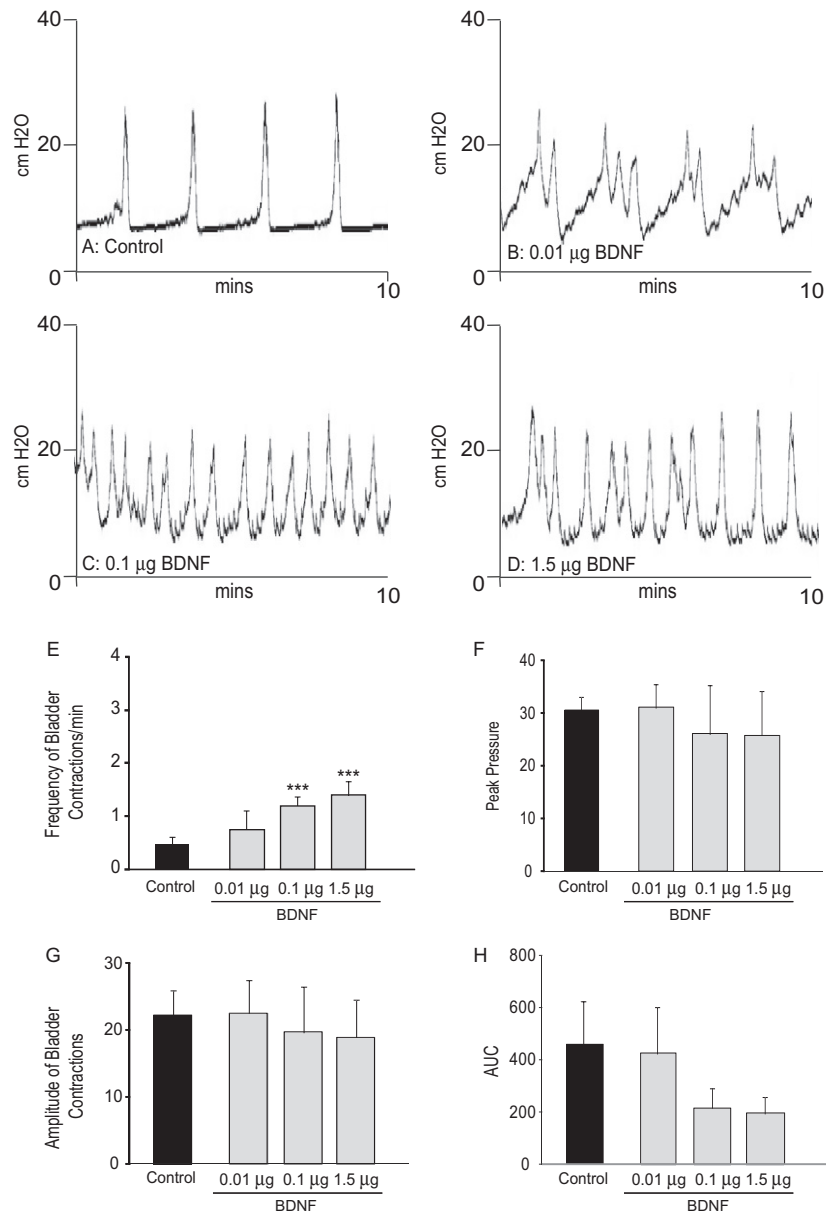 40
cm H2O
20
A: Control
0
mins
10
40
cm H2O
20
B: 0.01 µg BDNF
0
mins
10
40
cm H2O
20
C: 0.1 µg BDNF
0
mins
10
40
cm H2O
20
D: 1.5 µg BDNF
0
mins
10
E
Frequency of Bladder
Contractions/min
4
3
2
1
0
***
***
Control
0.01 µg
0.1 µg
1.5 µg
BDNF
F
Peak Pressure
40
30
20
10
0
Control
0.01 µg
0.1 µg
1.5 µg
BDNF
G
Amplitude of Bladder
Contractions
30
20
10
0
Control
0.01 µg
0.1 µg
1.5 µg
BDNF
H
AUC
800
600
400
200
0
Control
0.01 µg
0.1 µg
1.5 µg
BDNF